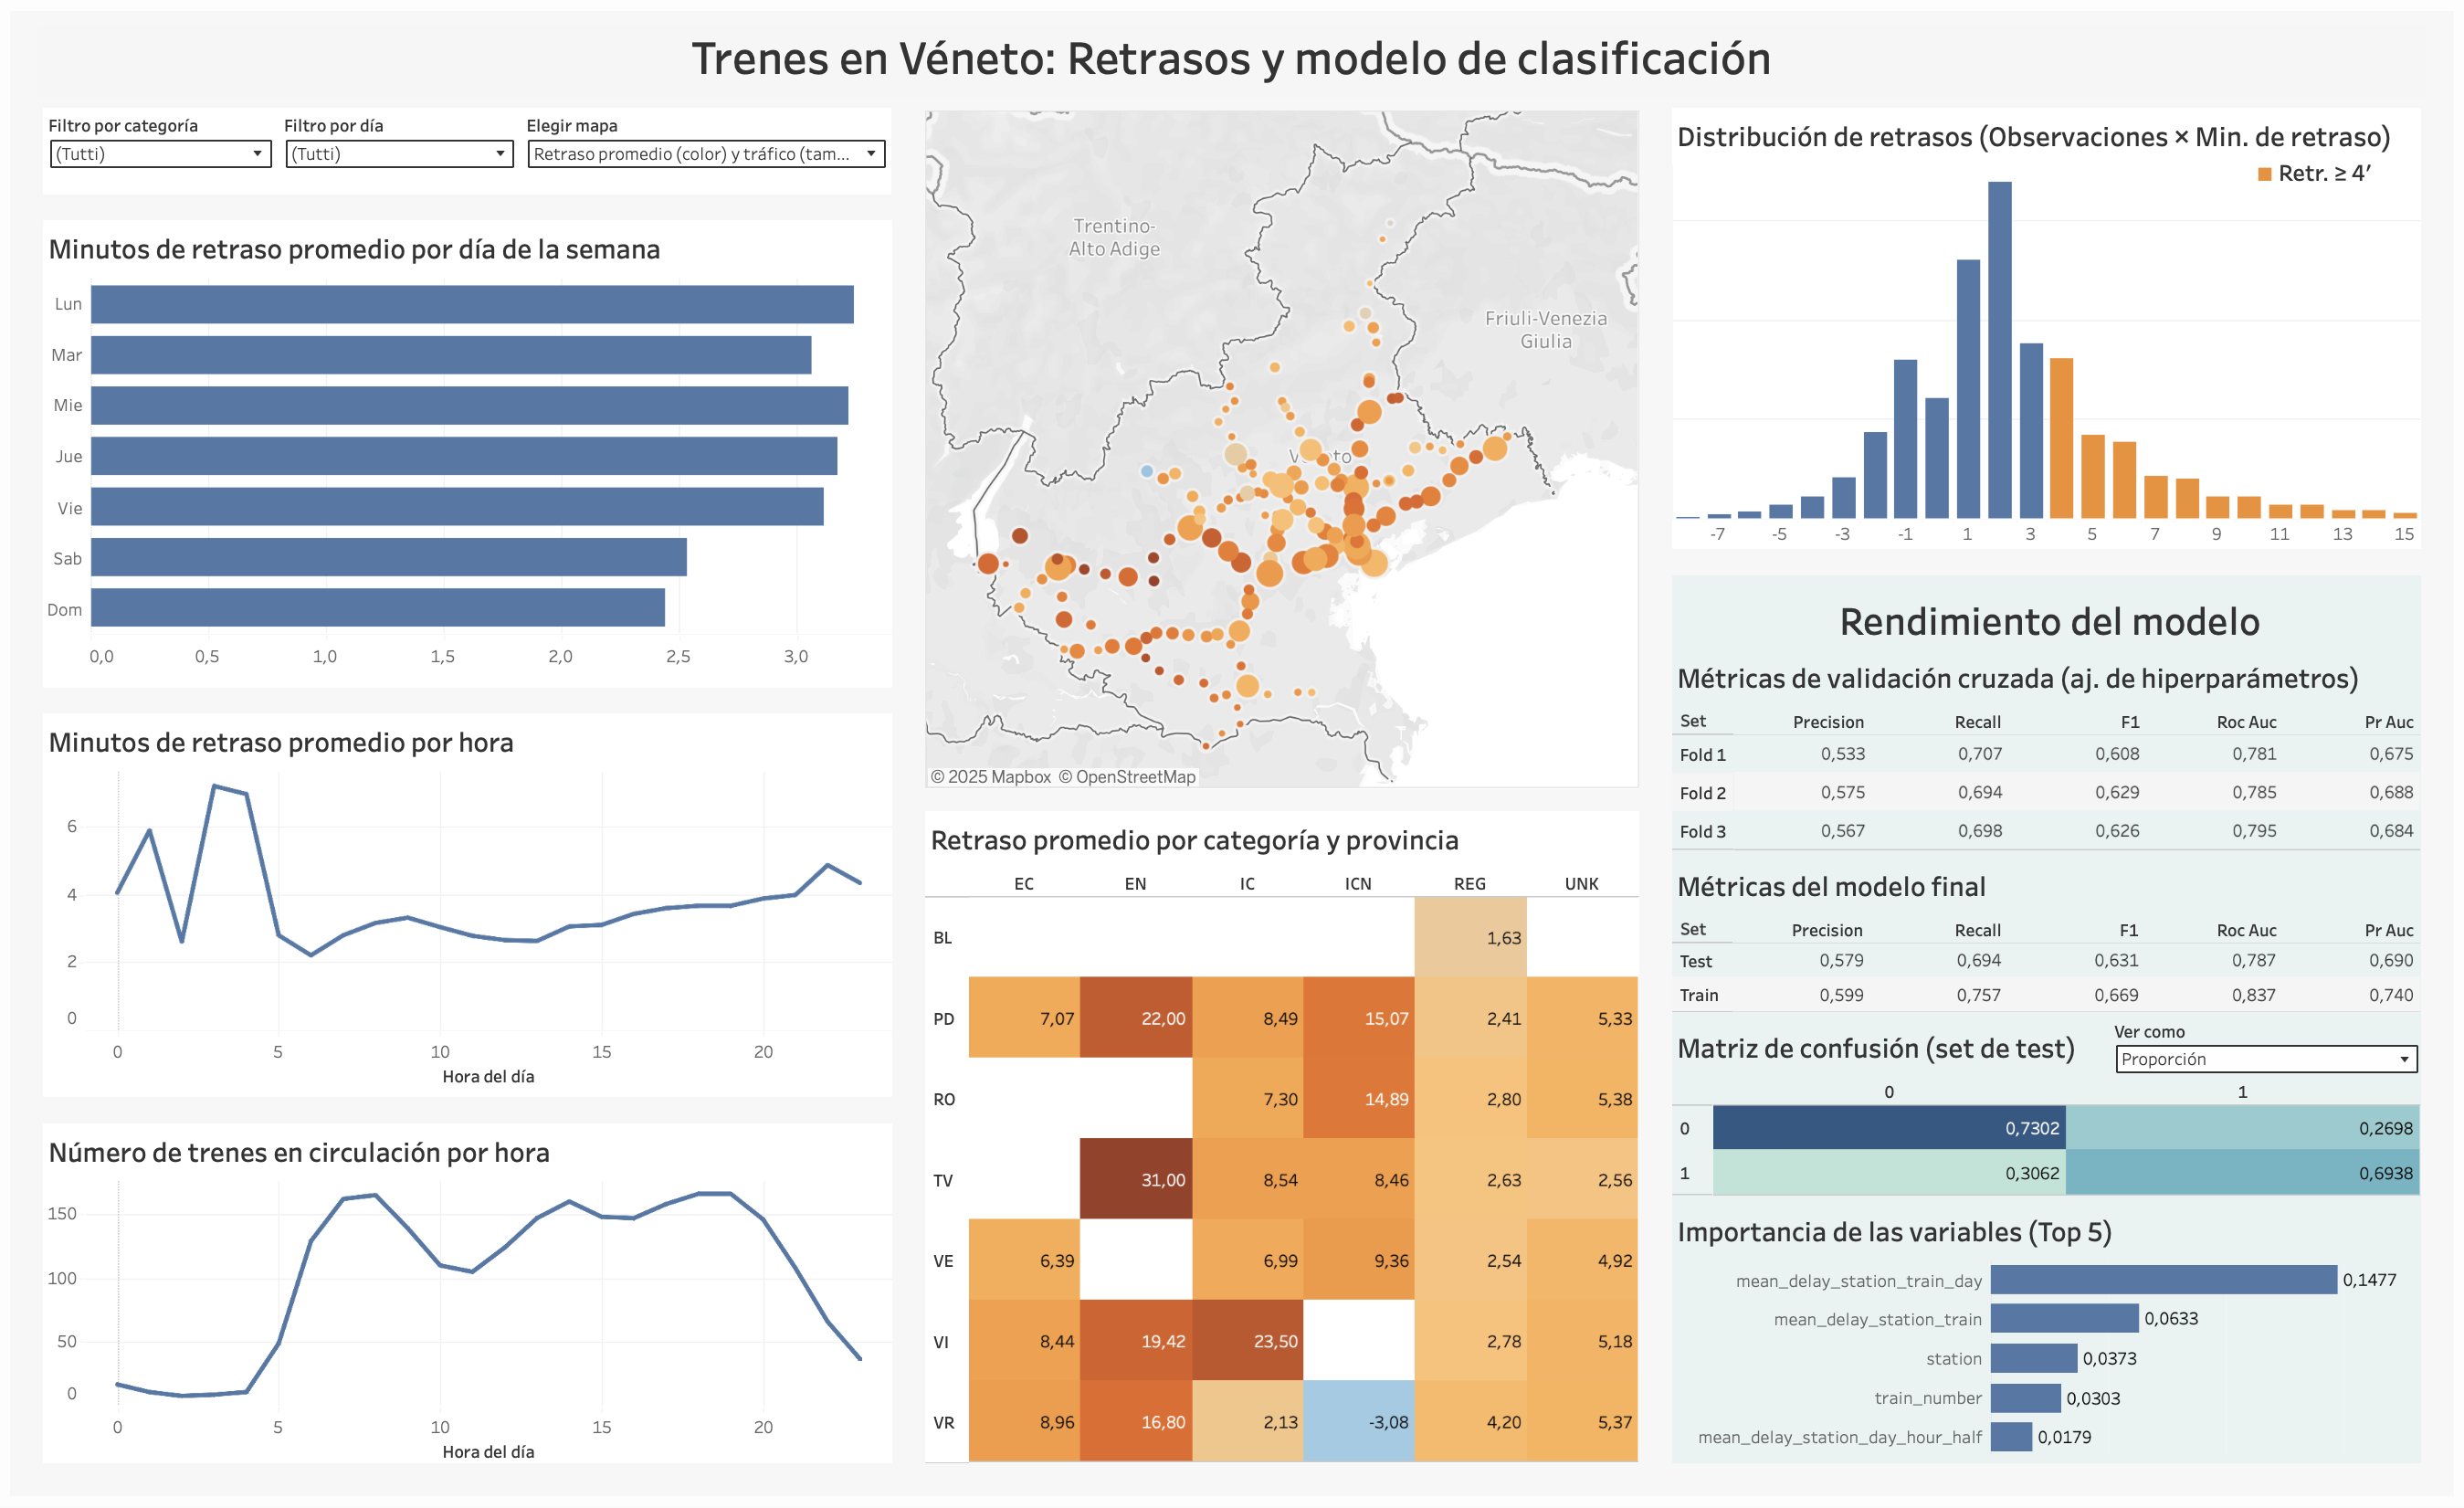 Trenes en Véneto: Retrasos y modelo de clasificación
Filtro por categoría
(Tutti)
Filtro por día
(Tutti)
Elegir mapa
Retraso promedio (color) y tráfico (tam...
Minutos de retraso promedio por día de la semana
Lun
Mar
Mie
Jue
Vie
Sab
Dom
0,0 0,5 1,0 1,5 2,0 2,5 3,0
Minutos de retraso promedio por hora
6
4
2
0
0 5 10 15 20
Hora del día
Número de trenes en circulación por hora
150
100
50
0
0 5 10 15 20
Hora del día
Trentino-
Alto Adige
Friuli-Venezia
Giulia
© 2025 Mapbox © OpenStreetMap
Retraso promedio por categoría y provincia
EC EN IC ICN REG UNK
BL 1,63
PD 7,07 22,00 8,49 15,07 2,41 5,33
RO 7,30 14,89 2,80 5,38
TV 31,00 8,54 8,46 2,63 2,56
VE 6,39 6,99 9,36 2,54 4,92
VI 8,44 19,42 23,50 2,78 5,18
VR 8,96 16,80 2,13 -3,08 4,20 5,37
Distribución de retrasos (Observaciones × Min. de retraso)
Retr. ≥ 4’
-7 -5 -3 -1 1 3 5 7 9 11 13 15
Rendimiento del modelo
Métricas de validación cruzada (aj. de hiperparámetros)
Set Precision Recall F1 Roc Auc Pr Auc
Fold 1 0,533 0,707 0,608 0,781 0,675
Fold 2 0,575 0,694 0,629 0,785 0,688
Fold 3 0,567 0,698 0,626 0,795 0,684
Métricas del modelo final
Set Precision Recall F1 Roc Auc Pr Auc
Test 0,579 0,694 0,631 0,787 0,690
Train 0,599 0,757 0,669 0,837 0,740
Matriz de confusión (set de test)
Ver como
Proporción
0 1
0 0,7302 0,2698
1 0,3062 0,6938
Importancia de las variables (Top 5)
mean_delay_station_train_day 0,1477
mean_delay_station_train 0,0633
station 0,0373
train_number 0,0303
mean_delay_station_day_hour_half 0,0179